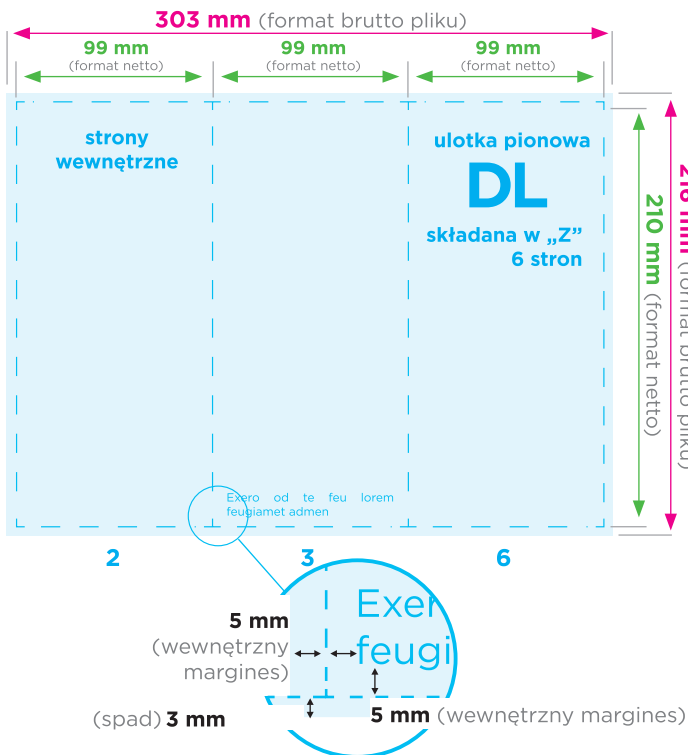 303 mm (format brutto pliku)
99 mm
(format netto)
99 mm
(format netto)
99 mm
(format netto)
strony
wewnętrzne
ulotka pionowa
DL
składana w „Z”
6 stron
210 mm (format netto)
216 mm (format brutto pliku)
Exero od te feu lorem
feugiamet admen
2
3
6
Exer
feugi
5 mm
(wewnętrzny
margines)
(spad) 3 mm
5 mm (wewnętrzny margines)